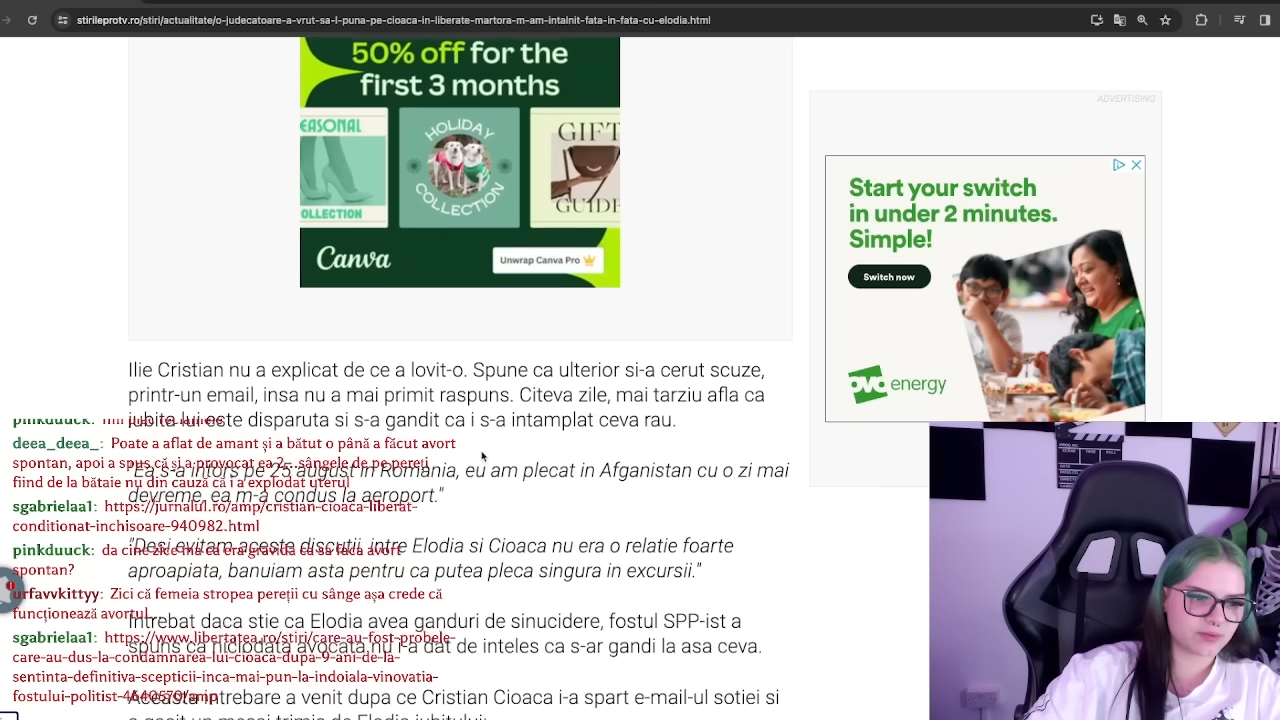 stirileprotv.ro/stiri/actualitate/o-judecatoare-a-vrut-sa-l-puna-pe-cioaca-in-liberate-martora-m-am-intalnit-fata-in-fata-cu-elodia.html
50% off for the
first 3 months
EASONAL
OLLECTION
HOLIDAY
COLLECTION
GIFT
GUIDE
Canva
Unwrap Canva Pro
ADVERTISING
Start your switch
in under 2 minutes.
Simple!
Switch now
ovo energy
Ilie Cristian nu a explicat de ce a lovit-o. Spune ca ulterior si-a cerut scuze,
printr-un email, insa nu a mai primit raspuns. Citeva zile, mai tarziu afla ca
iubita lui este disparuta si s-a gandit ca i s-a intamplat ceva rau.
"Ea s-a intors pe 25 august in Romania, eu am plecat in Afganistan cu o zi mai
devreme, ea m-a condus la aeroport."
"Desi evitam aceste discutii, intre Elodia si Cioaca nu era o relatie foarte
aproapiata, banuiam asta pentru ca putea pleca singura in excursii."
Intrebat daca stie ca Elodia avea ganduri de sinucidere, fostul SPP-ist a
spuns ca niciodata avocata nu i-a dat de inteles ca s-ar gandi la asa ceva.
Aceasta intrebare a venit dupa ce Cristian Cioaca i-a spart e-mail-ul sotiei si
pinkduuck:
deea_deea_: Poate a aflat de amant și a bătut o până a făcut avort
spontan, apoi a spus că și a provocat ea ... sângele de pe pereți
fiind de la bătaie nu din cauză că i a explodat uterul
sgabrielaa1: https://jurnalul.ro/amp/cristian-cioaca-liberat-
conditionat-inchisoare-940982.html
pinkduuck: da cine zice ma ca era gravida ca sa faca avort
spontan?
urfavvkittyy: Zici că femeia stropea pereții cu sânge așa crede că
funcționează avortul
sgabrielaa1: https://www.libertatea.ro/stiri/care-au-fost-probele-
care-au-dus-la-condamnarea-lui-cioaca-dupa-9-ani-de-la-
sentinta-definitiva-scepticii-inca-mai-pun-la-indoiala-vinovatia-
fostului-politist-4640570/amp